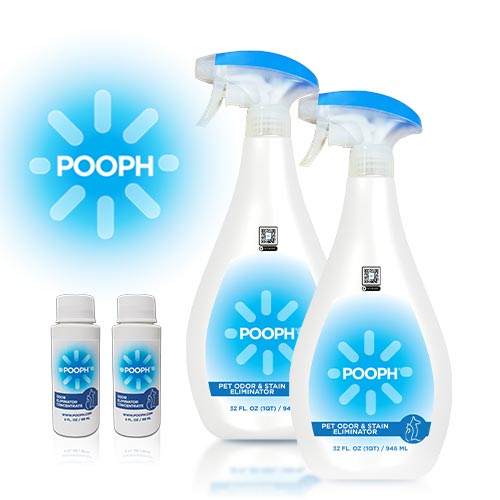 POOPH
POOPH
PET ODOR & STAIN
ELIMINATOR
32 FL. OZ (1QT) / 946
POOPH
PET ODOR & STAIN
ELIMINATOR
32 FL. OZ (1QT) / 946 ML
POOPH
ODOR
ELIMINATOR
CONCENTRATE
WWW.POOPH.COM
POOPH
ODOR
ELIMINATOR
CONCENTRATE
WWW.POOPH.COM